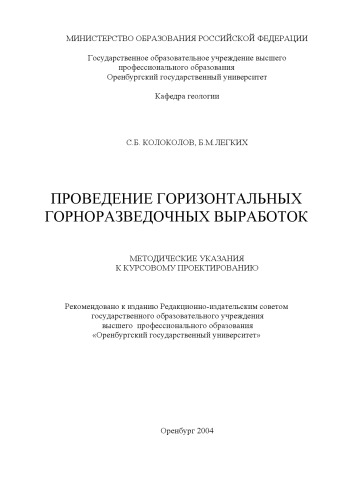 МИНИСТЕРСТВО ОБРАЗОВАНИЯ РОССИЙСКОЙ ФЕДЕРАЦИИ
Государственное образовательное учреждение высшего
профессионального образования
Оренбургский государственный университет
Кафедра геологии
С.Б. КОЛОКОЛОВ, Б.М.ЛЕГКИХ
ПРОВЕДЕНИЕ ГОРИЗОНТАЛЬНЫХ
ГОРНОРАЗВЕДОЧНЫХ ВЫРАБОТОК
МЕТОДИЧЕСКИЕ УКАЗАНИЯ
К КУРСОВОМУ ПРОЕКТИРОВАНИЮ
Рекомендовано к изданию Редакционно-издательским советом
государственного образовательного учреждения
высшего профессионального образования
«Оренбургский государственный университет»
Оренбург 2004